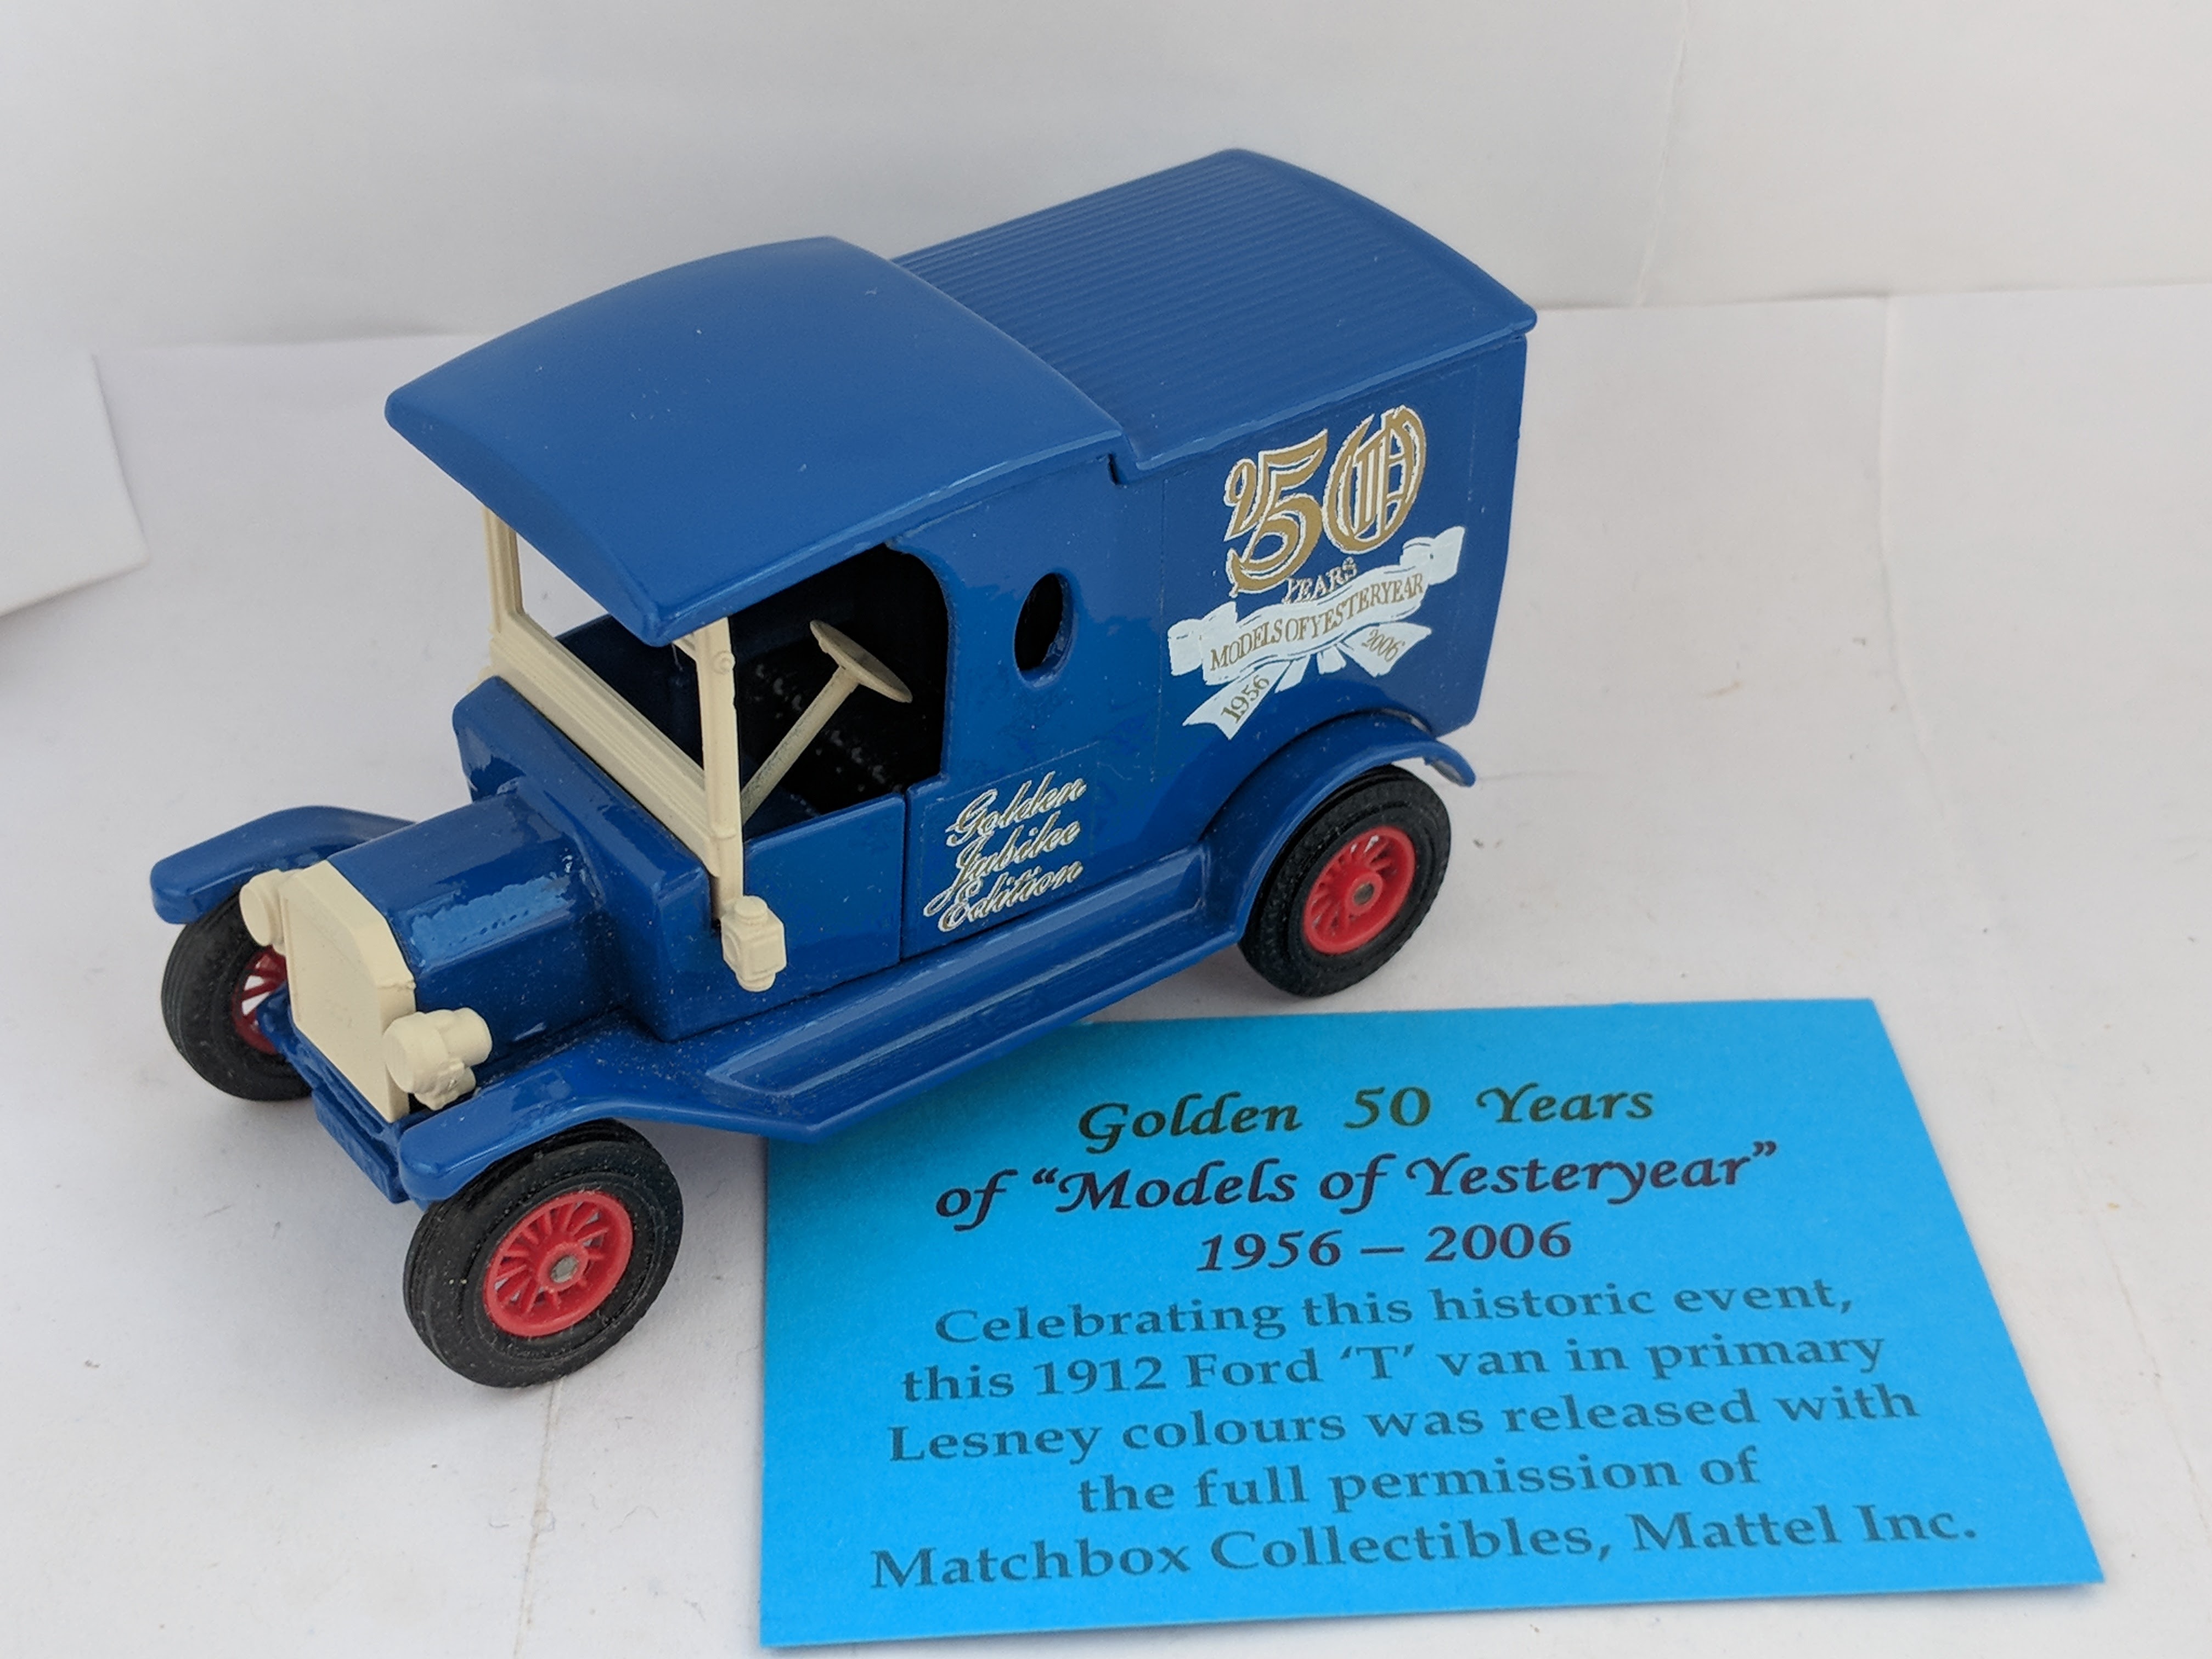 50
YEARS
MODELS OF YESTERYEAR
1956 2006
Golden
Jubilee
Edition
Golden 50 Years
of “Models of Yesteryear”
1956 – 2006
Celebrating this historic event,
this 1912 Ford ‘T’ van in primary
Lesney colours was released with
the full permission of
Matchbox Collectibles, Mattel Inc.